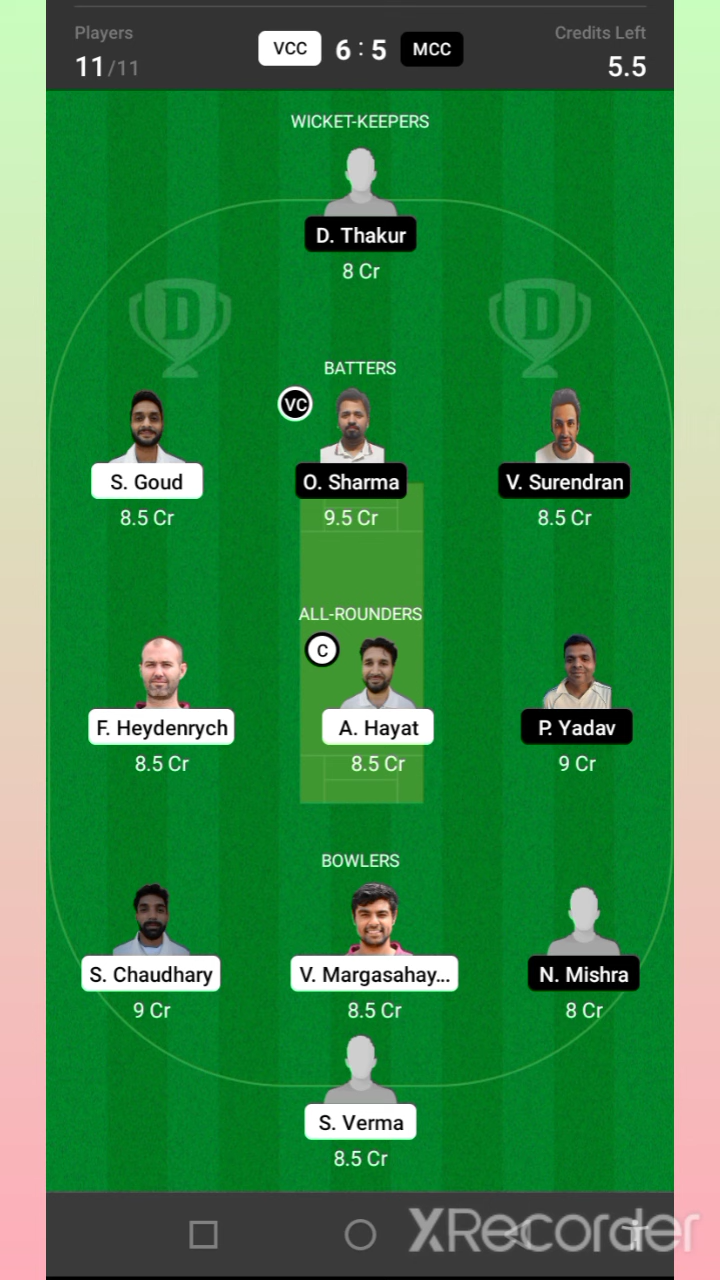 Players
Credits Left
11/11
VCC 6 : 5 MCC
5.5
WICKET-KEEPERS
D. Thakur
8 Cr
D D
BATTERS
VC
S. Goud O. Sharma V. Surendran
8.5 Cr 9.5 Cr 8.5 Cr
ALL-ROUNDERS
C
F. Heydenrych A. Hayat P. Yadav
8.5 Cr 8.5 Cr 9 Cr
BOWLERS
S. Chaudhary V. Margasahay... N. Mishra
9 Cr 8.5 Cr 8 Cr
S. Verma
8.5 Cr
XRecorder